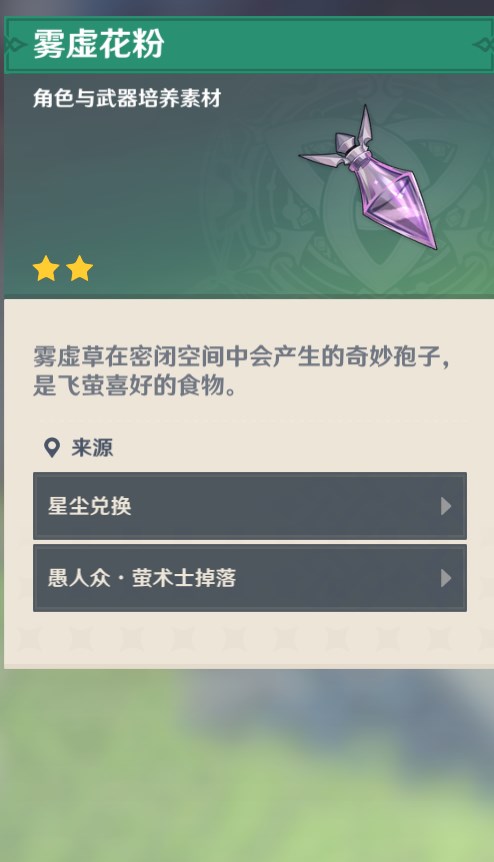 雾虚花粉
角色与武器培养素材
雾虚草在密闭空间中会产生的奇妙孢子，
是飞萤喜好的食物。
来源
星尘兑换
愚人众·萤术士掉落